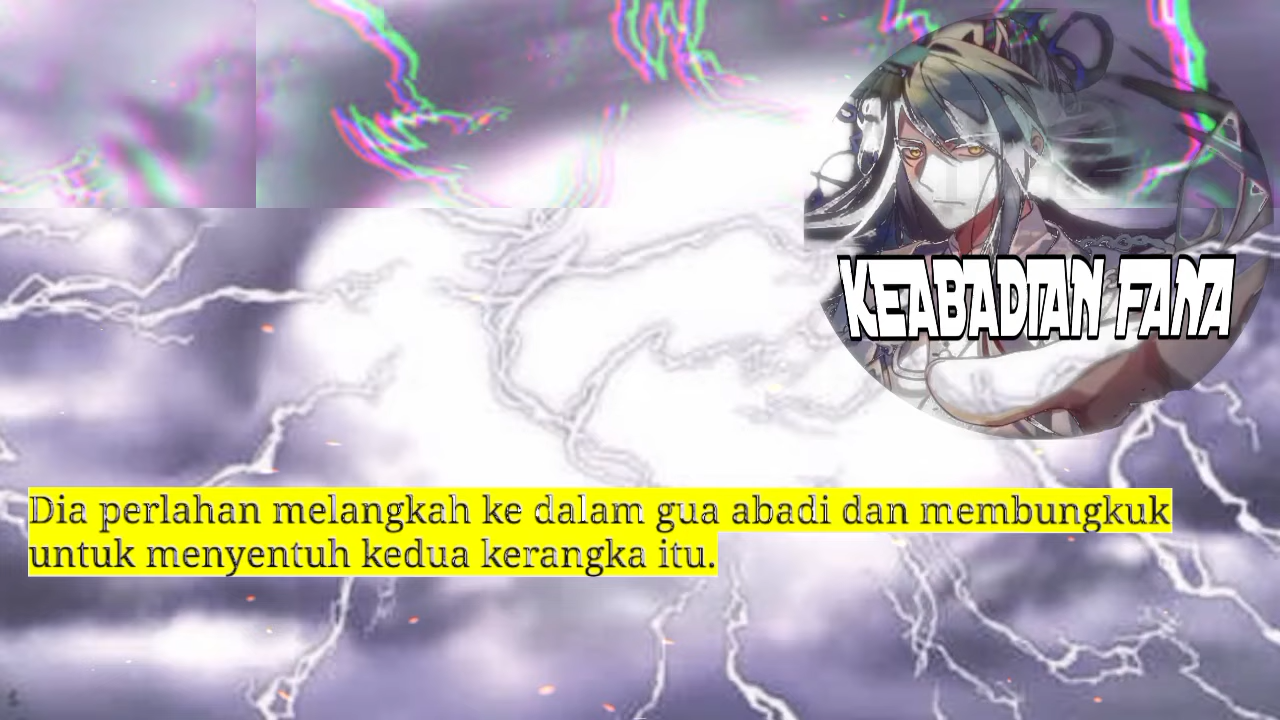 KEABADIAN FANA
Dia perlahan melangkah ke dalam gua abadi dan membungkuk
untuk menyentuh kedua kerangka itu.